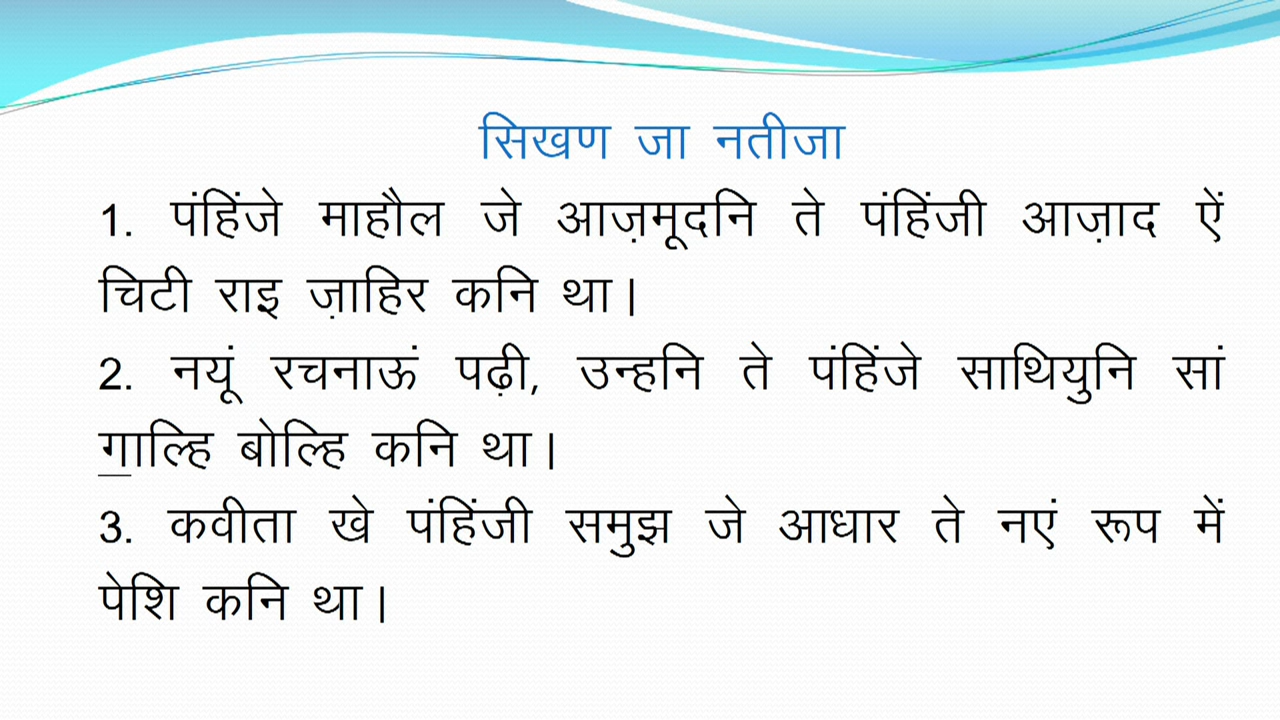 सिखण जा नतीजा
1. पंहिंजे माहौल जे आज़मूदनि ते पंहिंजी आज़ाद ऐं
चिटी राइ ज़ाहिर कनि था।
2. नयूं रचनाऊं पढ़ी, उन्हनि ते पंहिंजे साथियुनि सां
ग॒ाल्हि बोल्हि कनि था।
3. कवीता खे पंहिंजी समुझ जे आधार ते नएं रूप में
पेशि कनि था।